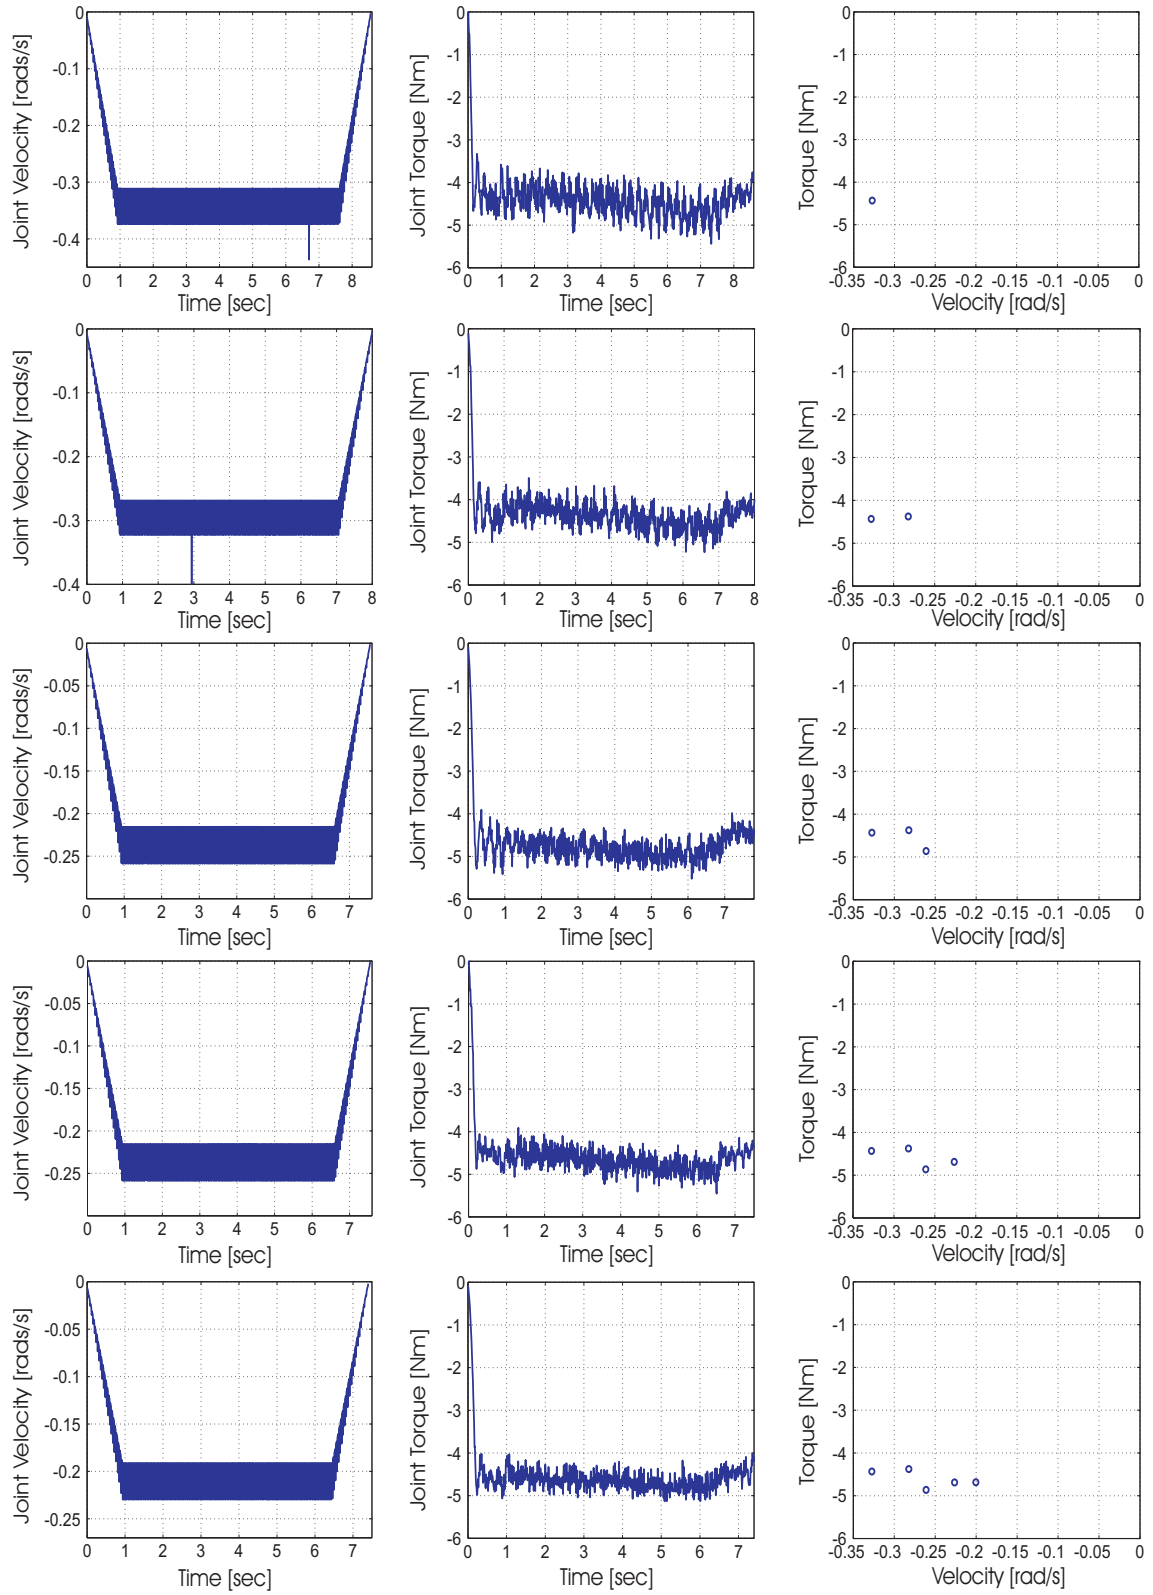 Joint Velocity [rads/s]
0
-0.1
-0.2
-0.3
-0.4
0 1 2 3 4 5 6 7 8
Time [sec]
Joint Torque [Nm]
0
-1
-2
-3
-4
-5
-6
0 1 2 3 4 5 6 7 8
Time [sec]
Torque [Nm]
0
-1
-2
-3
-4
-5
-6
-0.35 -0.3 -0.25 -0.2 -0.15 -0.1 -0.05 0
Velocity [rad/s]
Joint Velocity [rads/s]
0
-0.1
-0.2
-0.3
-0.4
0 1 2 3 4 5 6 7 8
Time [sec]
Joint Torque [Nm]
0
-1
-2
-3
-4
-5
-6
0 1 2 3 4 5 6 7 8
Time [sec]
Torque [Nm]
0
-1
-2
-3
-4
-5
-6
-0.35 -0.3 -0.25 -0.2 -0.15 -0.1 -0.05 0
Velocity [rad/s]
Joint Velocity [rads/s]
0
-0.05
-0.1
-0.15
-0.2
-0.25
0 1 2 3 4 5 6 7
Time [sec]
Joint Torque [Nm]
0
-1
-2
-3
-4
-5
-6
0 1 2 3 4 5 6 7
Time [sec]
Torque [Nm]
0
-1
-2
-3
-4
-5
-6
-0.35 -0.3 -0.25 -0.2 -0.15 -0.1 -0.05 0
Velocity [rad/s]
Joint Velocity [rads/s]
0
-0.05
-0.1
-0.15
-0.2
-0.25
0 1 2 3 4 5 6 7
Time [sec]
Joint Torque [Nm]
0
-1
-2
-3
-4
-5
-6
0 1 2 3 4 5 6 7
Time [sec]
Torque [Nm]
0
-1
-2
-3
-4
-5
-6
-0.35 -0.3 -0.25 -0.2 -0.15 -0.1 -0.05 0
Velocity [rad/s]
Joint Velocity [rads/s]
0
-0.05
-0.1
-0.15
-0.2
-0.25
0 1 2 3 4 5 6 7
Time [sec]
Joint Torque [Nm]
0
-1
-2
-3
-4
-5
-6
0 1 2 3 4 5 6 7
Time [sec]
Torque [Nm]
0
-1
-2
-3
-4
-5
-6
-0.35 -0.3 -0.25 -0.2 -0.15 -0.1 -0.05 0
Velocity [rad/s]